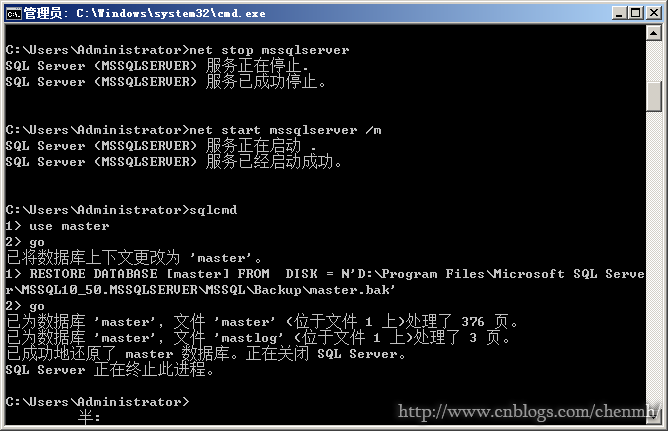 管理员: C:\Windows\system32\cmd.exe
C:\Users\Administrator>net stop mssqlserver
SQL Server (MSSQLSERVER) 服务正在停止.
SQL Server (MSSQLSERVER) 服务已成功停止。
C:\Users\Administrator>net start mssqlserver /m
SQL Server (MSSQLSERVER) 服务正在启动 .
SQL Server (MSSQLSERVER) 服务已经启动成功。
C:\Users\Administrator>sqlcmd
1> use master
2> go
已将数据库上下文更改为 'master'。
1> RESTORE DATABASE [master] FROM  DISK = N'D:\Program Files\Microsoft SQL Serve
r\MSSQL10_50.MSSQLSERVER\MSSQL\Backup\master.bak'
2> go
已为数据库 'master'，文件 'master' (位于文件 1 上)处理了 376 页。
已为数据库 'master'，文件 'mastlog' (位于文件 1 上)处理了 3 页。
已成功地还原了 master 数据库。正在关闭 SQL Server。
SQL Server 正在终止此进程。
C:\Users\Administrator>
半:
http://www.cnblogs.com/chenmh/